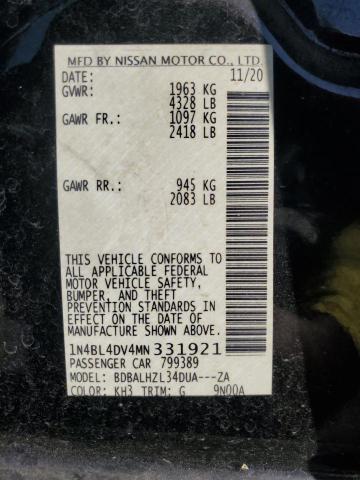 MFD BY NISSAN MOTOR CO., LTD.
DATE: 11/20
GVWR: 1963 KG
4328 LB
GAWR FR.: 1097 KG
2418 LB
GAWR RR.: 945 KG
2083 LB
THIS VEHICLE CONFORMS TO
ALL APPLICABLE FEDERAL
MOTOR VEHICLE SAFETY,
BUMPER, AND THEFT
PREVENTION STANDARDS IN
EFFECT ON THE DATE OF
MANUFACTURE SHOWN ABOVE.
1N4BL4DV4MN 331921
PASSENGER CAR 799389
MODEL: BDBALHZL34DUA---ZA
COLOR: KH3 TRIM: G 9N00A